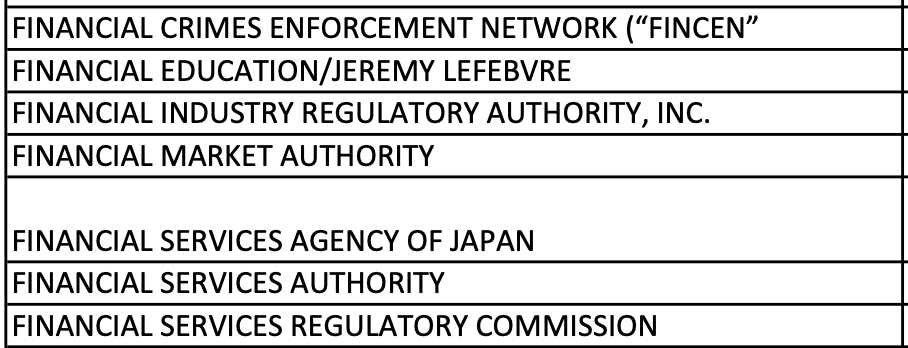 FINANCIAL CRIMES ENFORCEMENT NETWORK (“FINCEN”
FINANCIAL EDUCATION/JEREMY LEFEBVRE
FINANCIAL INDUSTRY REGULATORY AUTHORITY, INC.
FINANCIAL MARKET AUTHORITY
FINANCIAL SERVICES AGENCY OF JAPAN
FINANCIAL SERVICES AUTHORITY
FINANCIAL SERVICES REGULATORY COMMISSION